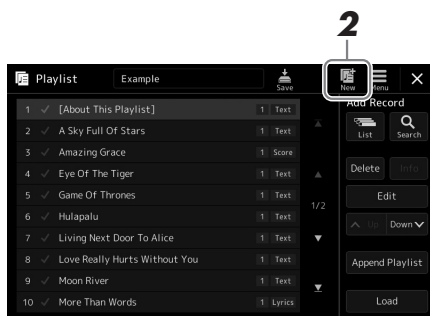 2
Playlist Example Save New Menu
1 [About This Playlist] 1 Text
2 A Sky Full Of Stars 1 Text
3 Amazing Grace 1 Score
4 Eye Of The Tiger 1 Text
5 Game Of Thrones 1 Text
6 Hulapalu 1 Text
7 Living Next Door To Alice 1 Text
8 Love Really Hurts Without You 1 Text
9 Moon River 1 Text
10 More Than Words 1 Lyrics
1/2
Add Record
List Search
Delete Info
Edit
Up Down
Append Playlist
Load